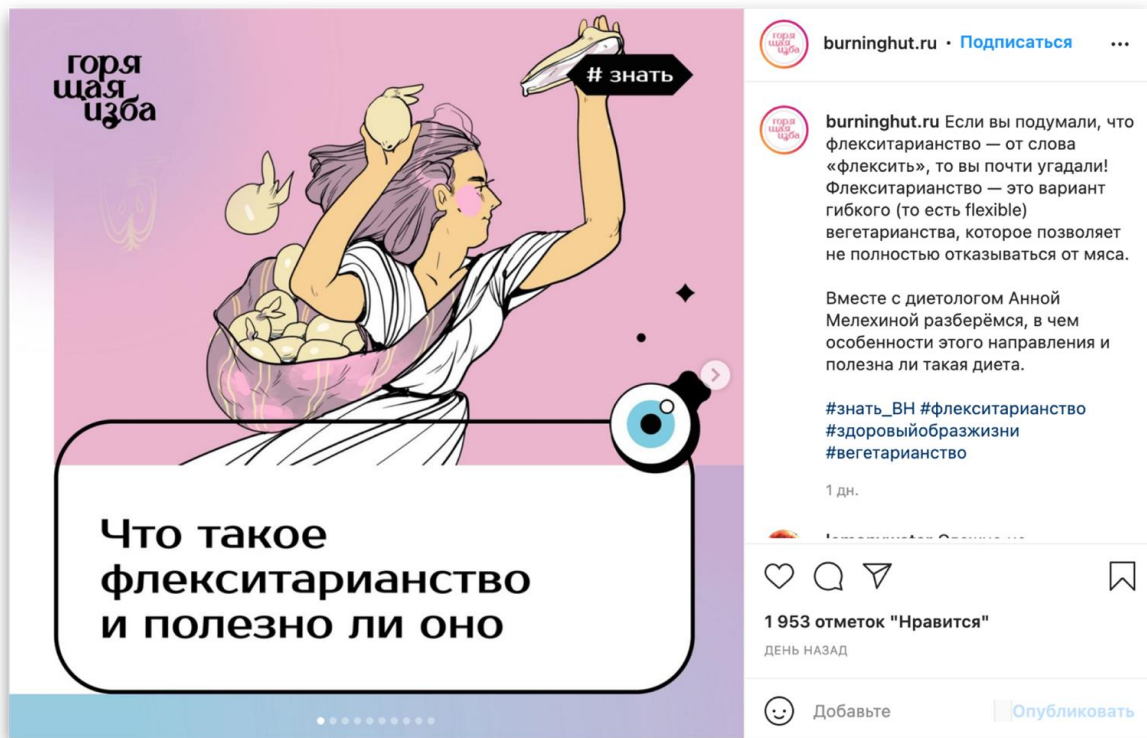 горя
щая
изба
# знать
Что такое
флекситарианство
и полезно ли оно
горя
щая
изба
burninghut.ru • Подписаться
горя
щая
изба
burninghut.ru Если вы подумали, что
флекситарианство — от слова
«флексить», то вы почти угадали!
Флекситарианство — это вариант
гибкого (то есть flexible)
вегетарианства, которое позволяет
не полностью отказываться от мяса.
Вместе с диетологом Анной
Мелехиной разберёмся, в чем
особенности этого направления и
полезна ли такая диета.
#знать_BH #флекситарианство
#здоровыйобразжизни
#вегетарианство
1 дн.
1 953 отметок "Нравится"
ДЕНЬ НАЗАД
Добавьте
Опубликовать